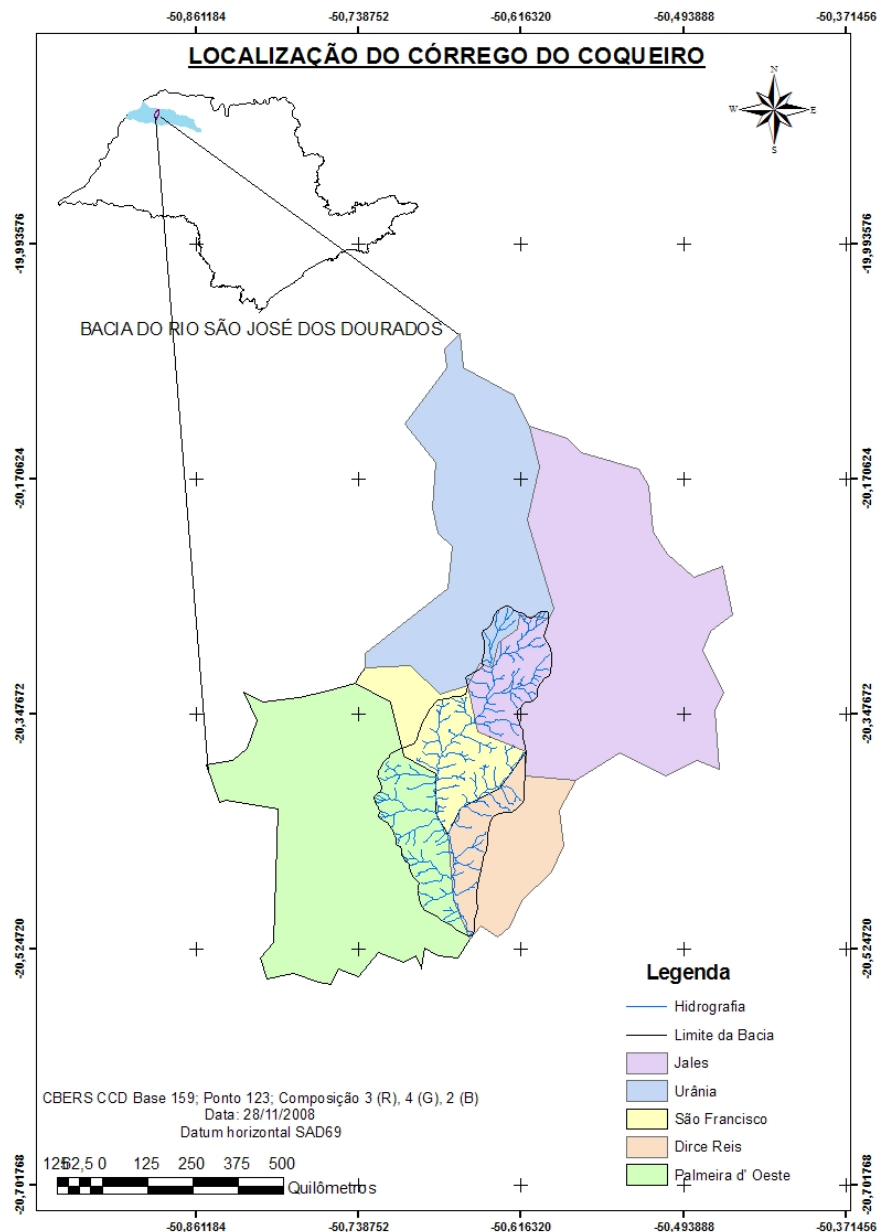 -50,861184 -50,738752 -50,616320 -50,493888 -50,371456
LOCALIZAÇÃO DO CÓRREGO DO COQUEIRO
N
W E
S
-19,993576 -19,993576
BACIA DO RIO SÃO JOSÉ DOS DOURADOS
-20,170624 -20,170624
-20,347672 -20,347672
-20,524720 -20,524720
Legenda
Hidrografia
Limite da Bacia
Jales
Urânia
São Francisco
Dirce Reis
Palmeira d' Oeste
CBERS CCD Base 159; Ponto 123; Composição 3 (R), 4 (G), 2 (B)
Data: 28/11/2008
Datum horizontal SAD69
125 62,5 0 125 250 375 500
Quilômetros
-20,701768 -20,701768
-50,861184 -50,738752 -50,616320 -50,493888 -50,371456